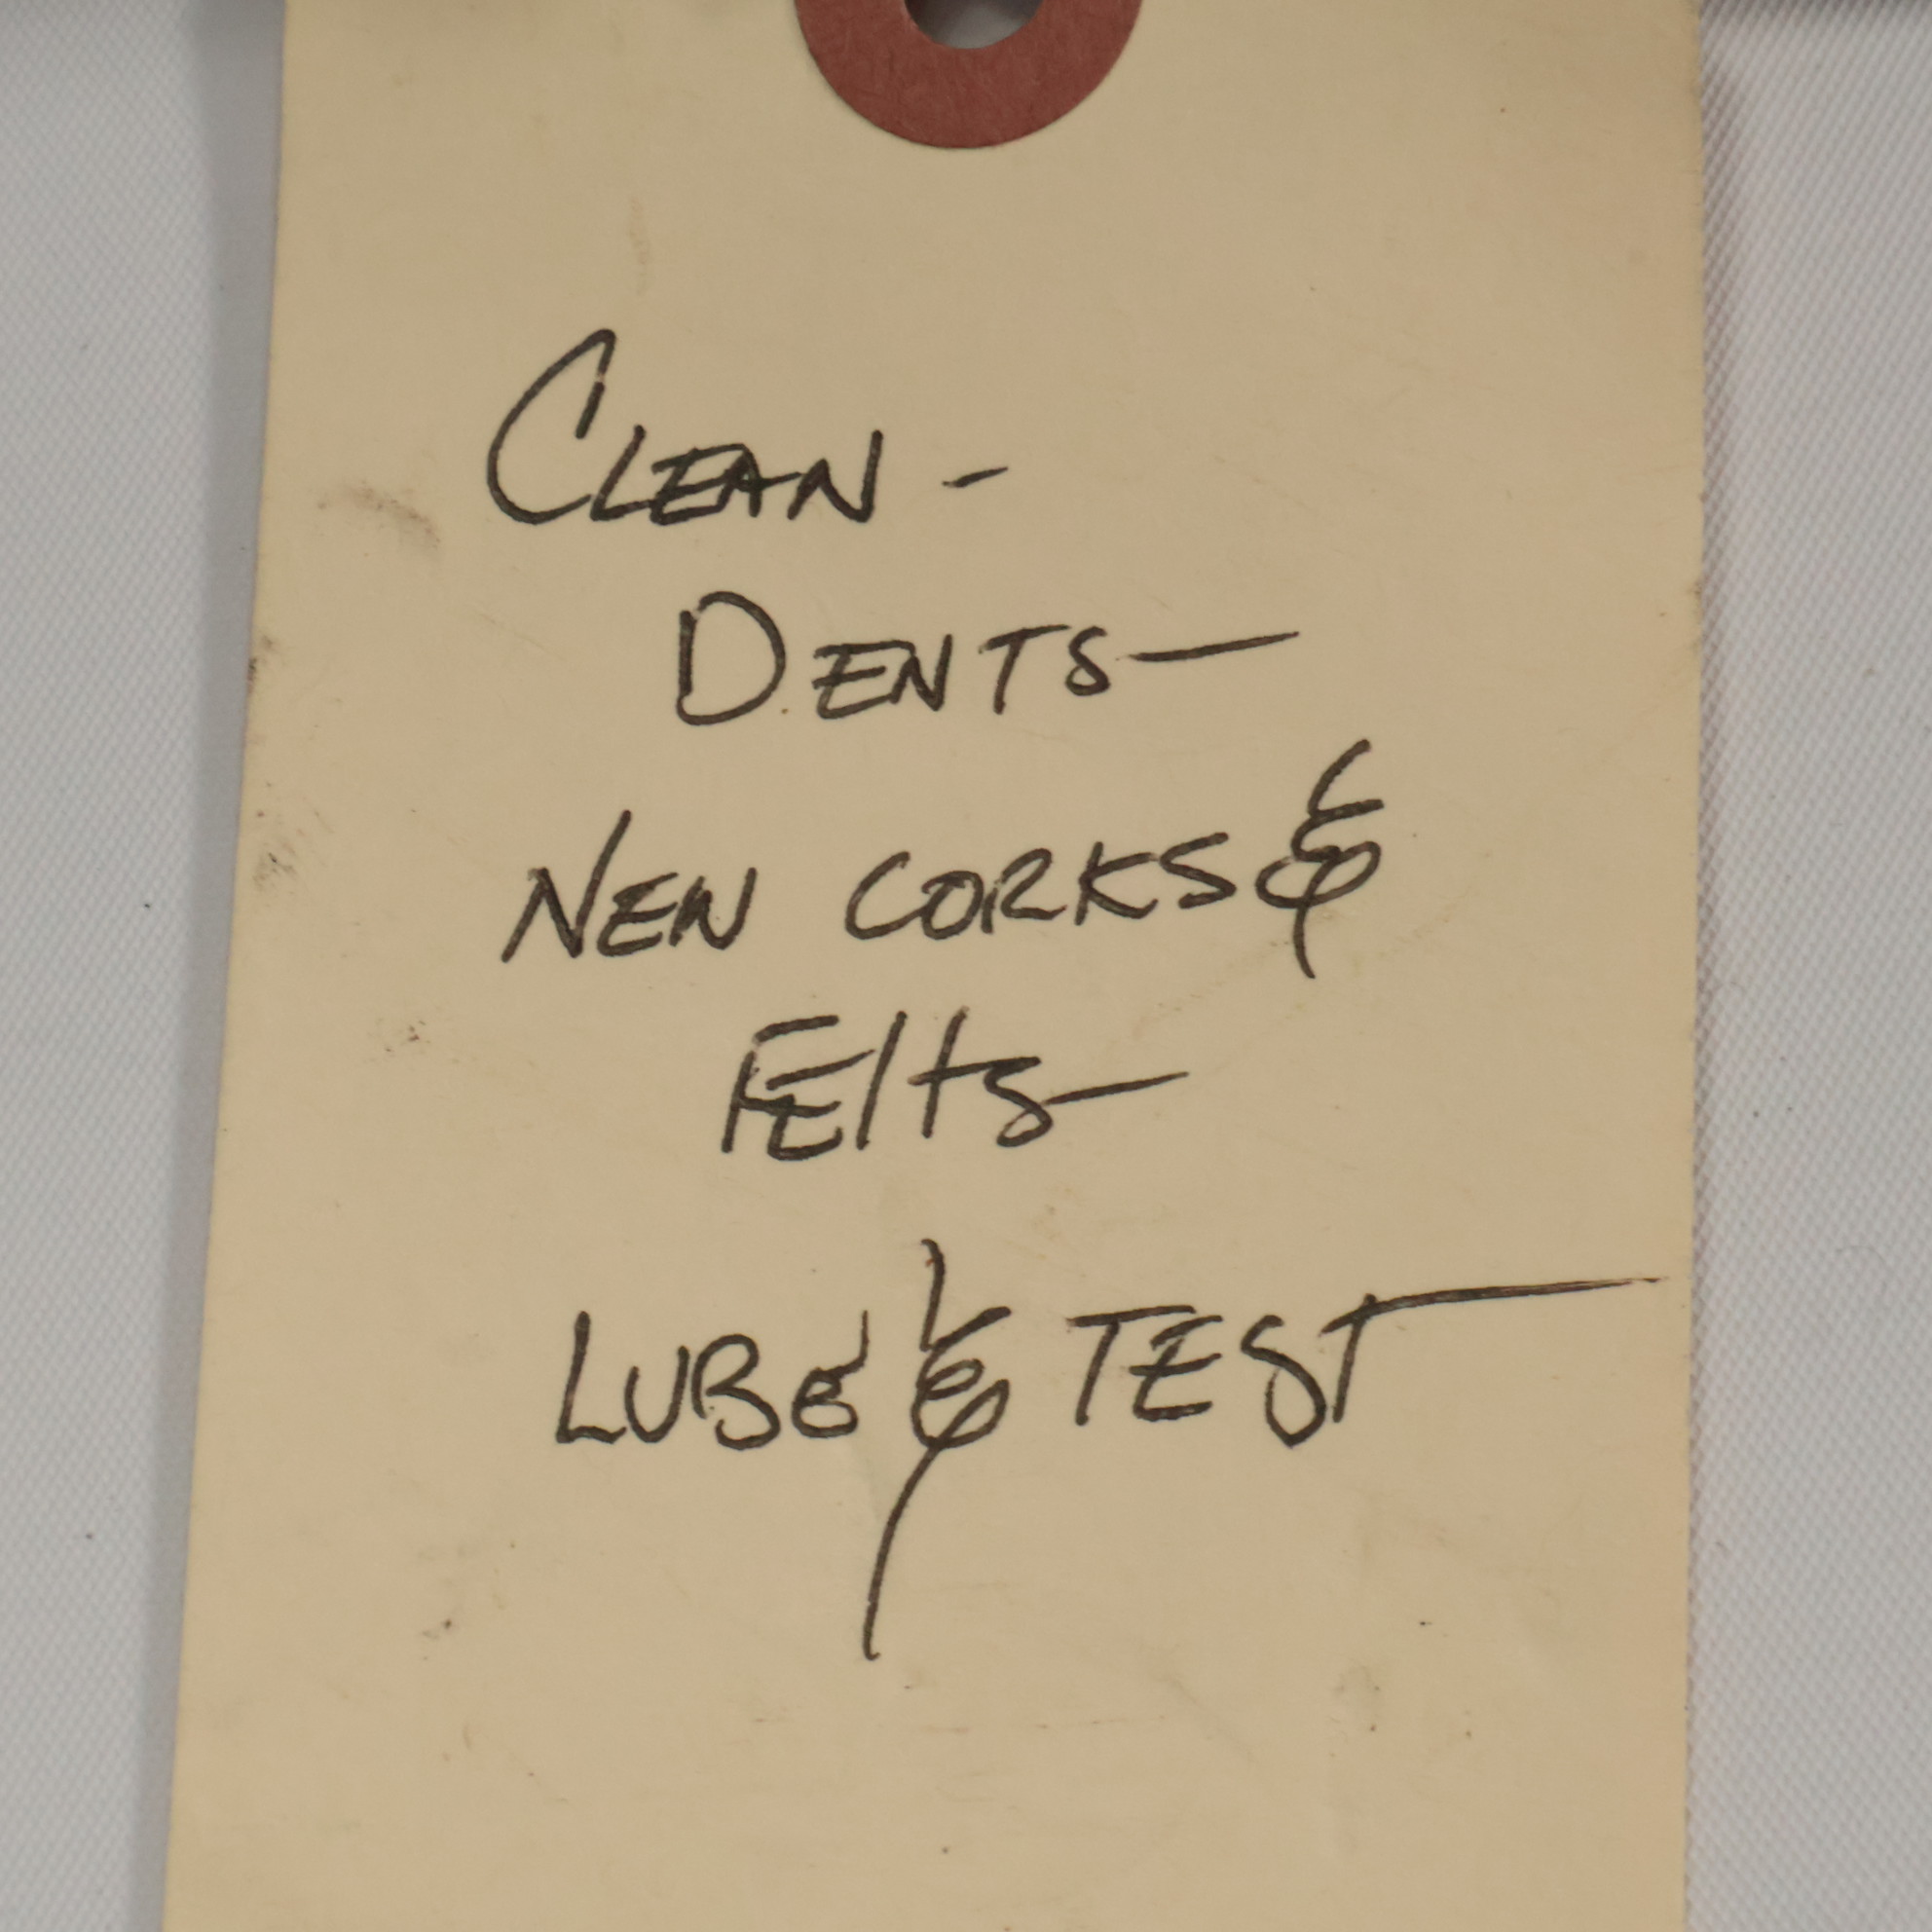 CLEAN -
DENTS -
NEW CORKS &
FElts -
LUBE & TEST